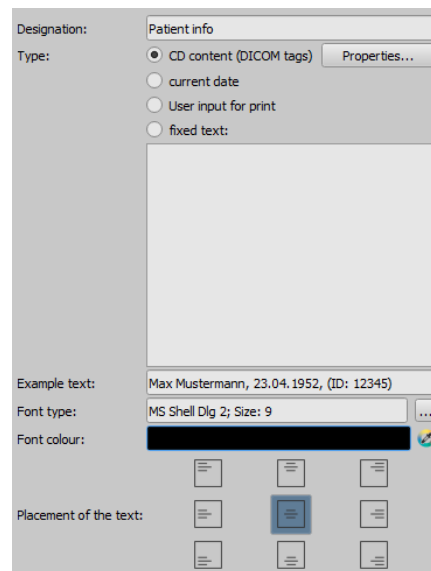 Designation: Patient info
Type: CD content (DICOM tags) Properties...
current date
User input for print
fixed text:
Example text: Max Mustermann, 23.04.1952, (ID: 12345)
Font type: MS Shell Dlg 2; Size: 9 ...
Font colour:
Placement of the text: